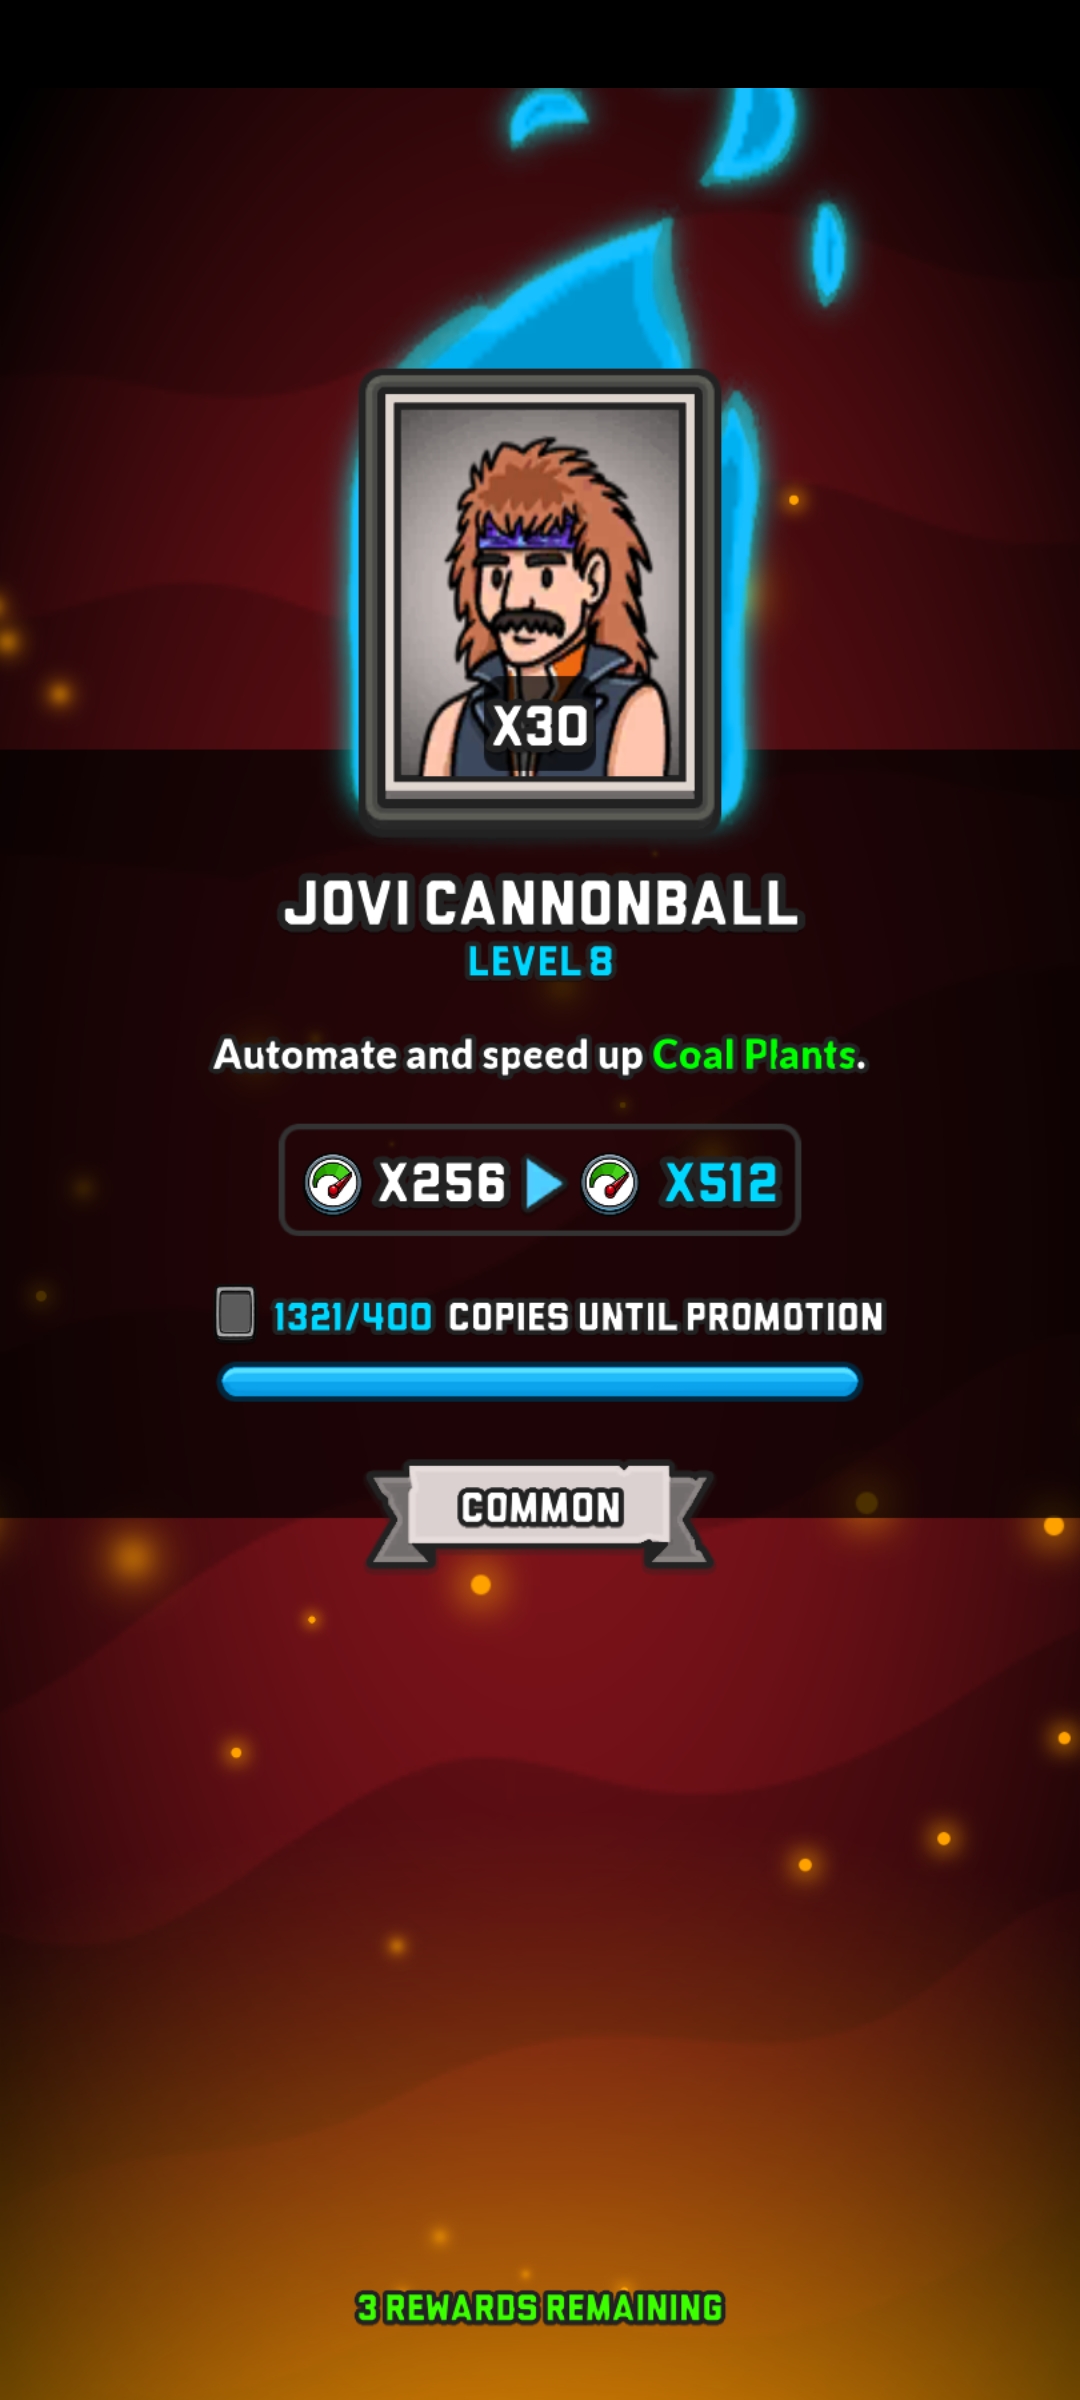 X30
JOVI CANNONBALL
LEVEL 8
Automate and speed up Coal Plants.
X256 X512
1321/400 COPIES UNTIL PROMOTION
COMMON
3 REWARDS REMAINING